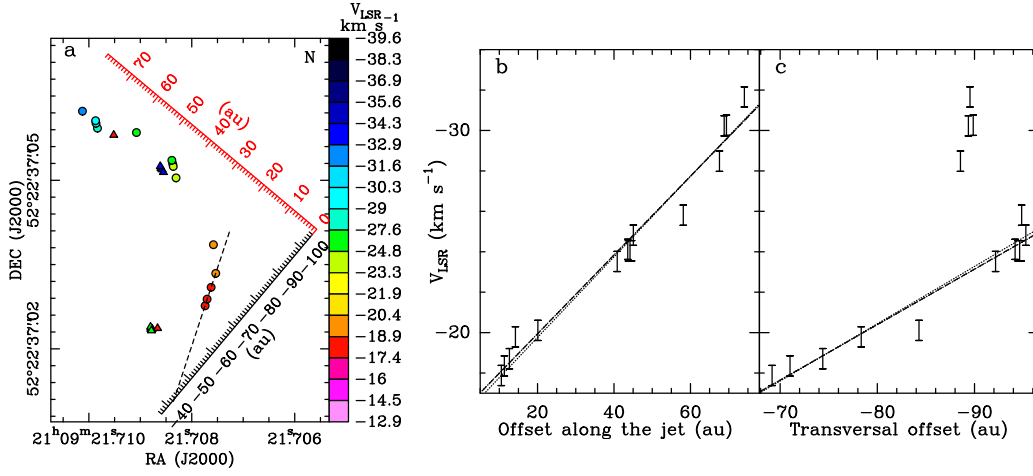 a
N
V_LSR
km s^-1
-39.6
-38.3
-36.9
-35.6
-34.3
-31.6
-30.3
-29
-27.6
-24.8
-23.3
-21.9
-20.4
-18.9
-17.4
-16
-14.5
-12.9
70
60
50
40
30
20
10
0
(au)
-100
-90
-80
-70
-60
-50
-40
(au)
DEC (J2000)
52°22'37".05
52°22'37".02
21^h09^m21^s.710
21^s.708
21^s.706
RA (J2000)
b
V_LSR (km s^-1)
-30
-20
20
40
60
Offset along the jet (au)
c
-70
-80
-90
Transversal offset (au)